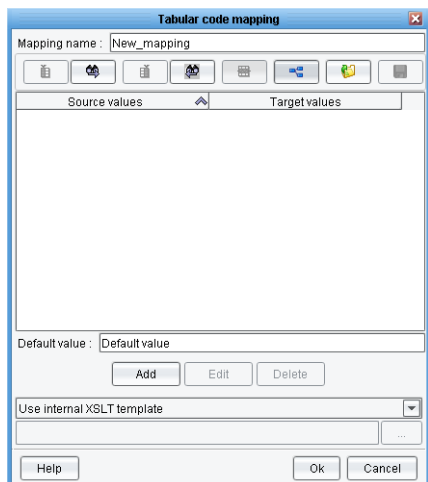 Tabular code mapping
Mapping name : New_mapping
Source values Target values
Default value : Default value
Add Edit Delete
Use internal XSLT template
...
Help Ok Cancel